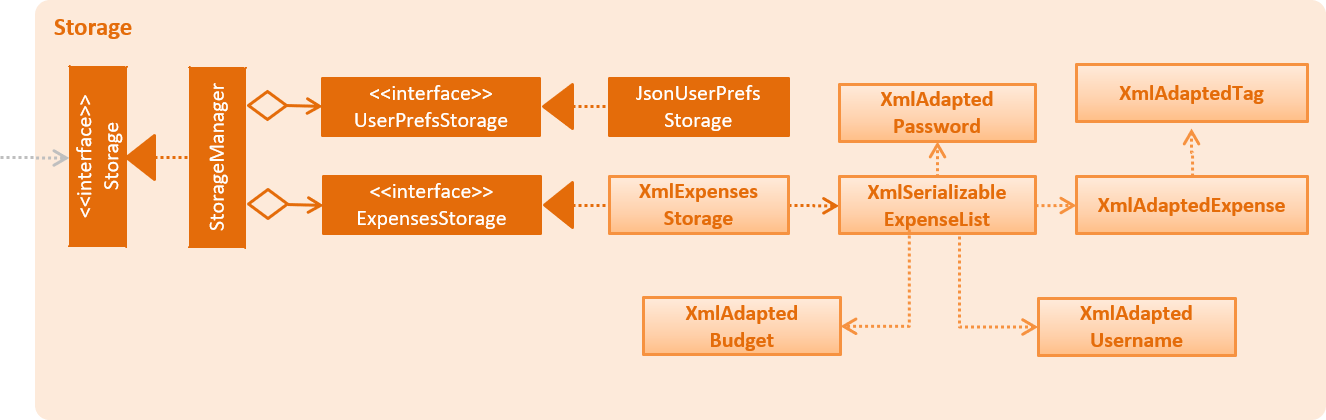 Storage
<<interface>>
Storage
StorageManager
<<interface>>
UserPrefsStorage
JsonUserPrefs
Storage
<<interface>>
ExpensesStorage
XmlExpenses
Storage
XmlAdapted
Password
XmlSerializable
ExpenseList
XmlAdaptedTag
XmlAdaptedExpense
XmlAdapted
Budget
XmlAdapted
Username